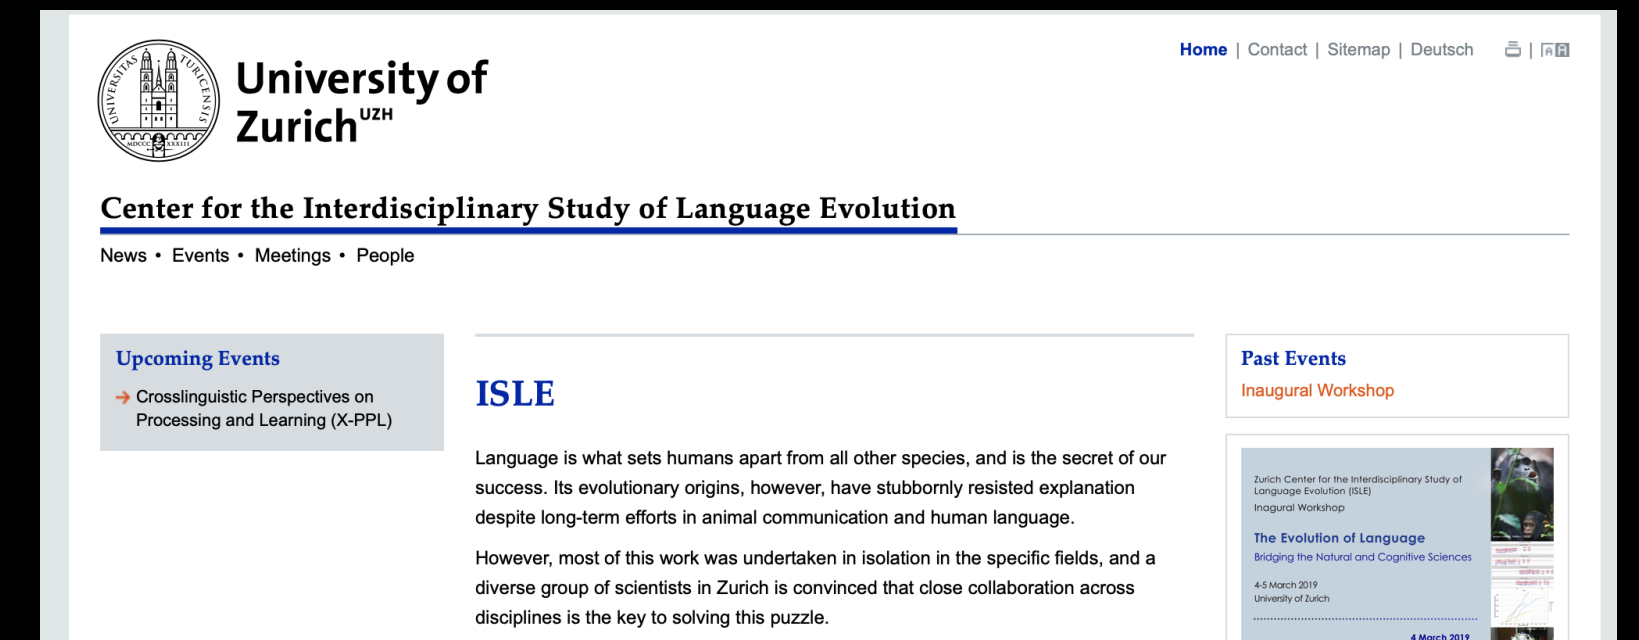 UNIVERSITAS TURICENSIS
MDCCC XXXIII
University of
Zurich UZH
Home | Contact | Sitemap | Deutsch
A A
Center for the Interdisciplinary Study of Language Evolution
News • Events • Meetings • People
Upcoming Events
Crosslinguistic Perspectives on
Processing and Learning (X-PPL)
ISLE
Language is what sets humans apart from all other species, and is the secret of our
success. Its evolutionary origins, however, have stubbornly resisted explanation
despite long-term efforts in animal communication and human language.
However, most of this work was undertaken in isolation in the specific fields, and a
diverse group of scientists in Zurich is convinced that close collaboration across
disciplines is the key to solving this puzzle.
Past Events
Inaugural Workshop
Zurich Center for the Interdisciplinary Study of
Language Evolution (ISLE)
Inagural Workshop
The Evolution of Language
Bridging the Natural and Cognitive Sciences
4-5 March 2019
University of Zurich
4 March 2019